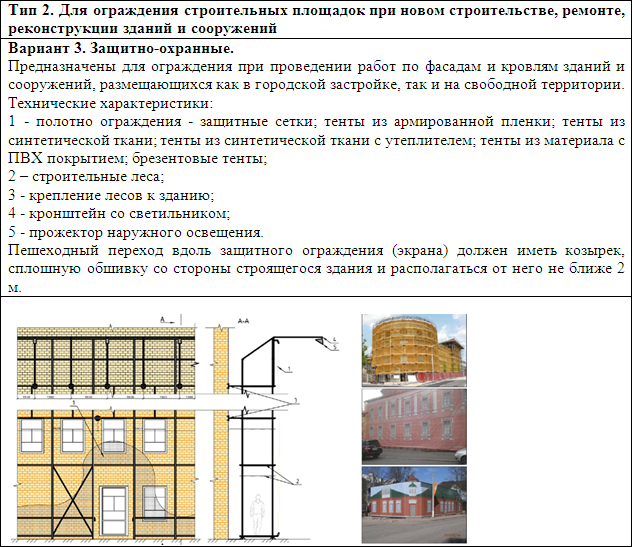 Тип 2. Для ограждения строительных площадок при новом строительстве, ремонте,
реконструкции зданий и сооружений
Вариант 3. Защитно-охранные.
Предназначены для ограждения при проведении работ по фасадам и кровлям зданий и
сооружений, размещающихся как в городской застройке, так и на свободной территории.
Технические характеристики:
1 - полотно ограждения - защитные сетки; тенты из армированной пленки; тенты из
синтетической ткани; тенты из синтетической ткани с утеплителем; тенты из материала с
ПВХ покрытием; брезентовые тенты;
2 – строительные леса;
3 - крепление лесов к зданию;
4 - кронштейн со светильником;
5 - прожектор наружного освещения.
Пешеходный переход вдоль защитного ограждения (экрана) должен иметь козырек,
сплошную обшивку со стороны строящегося здания и располагаться от него не ближе 2
м.
А
А-А
4
5
1
3
2